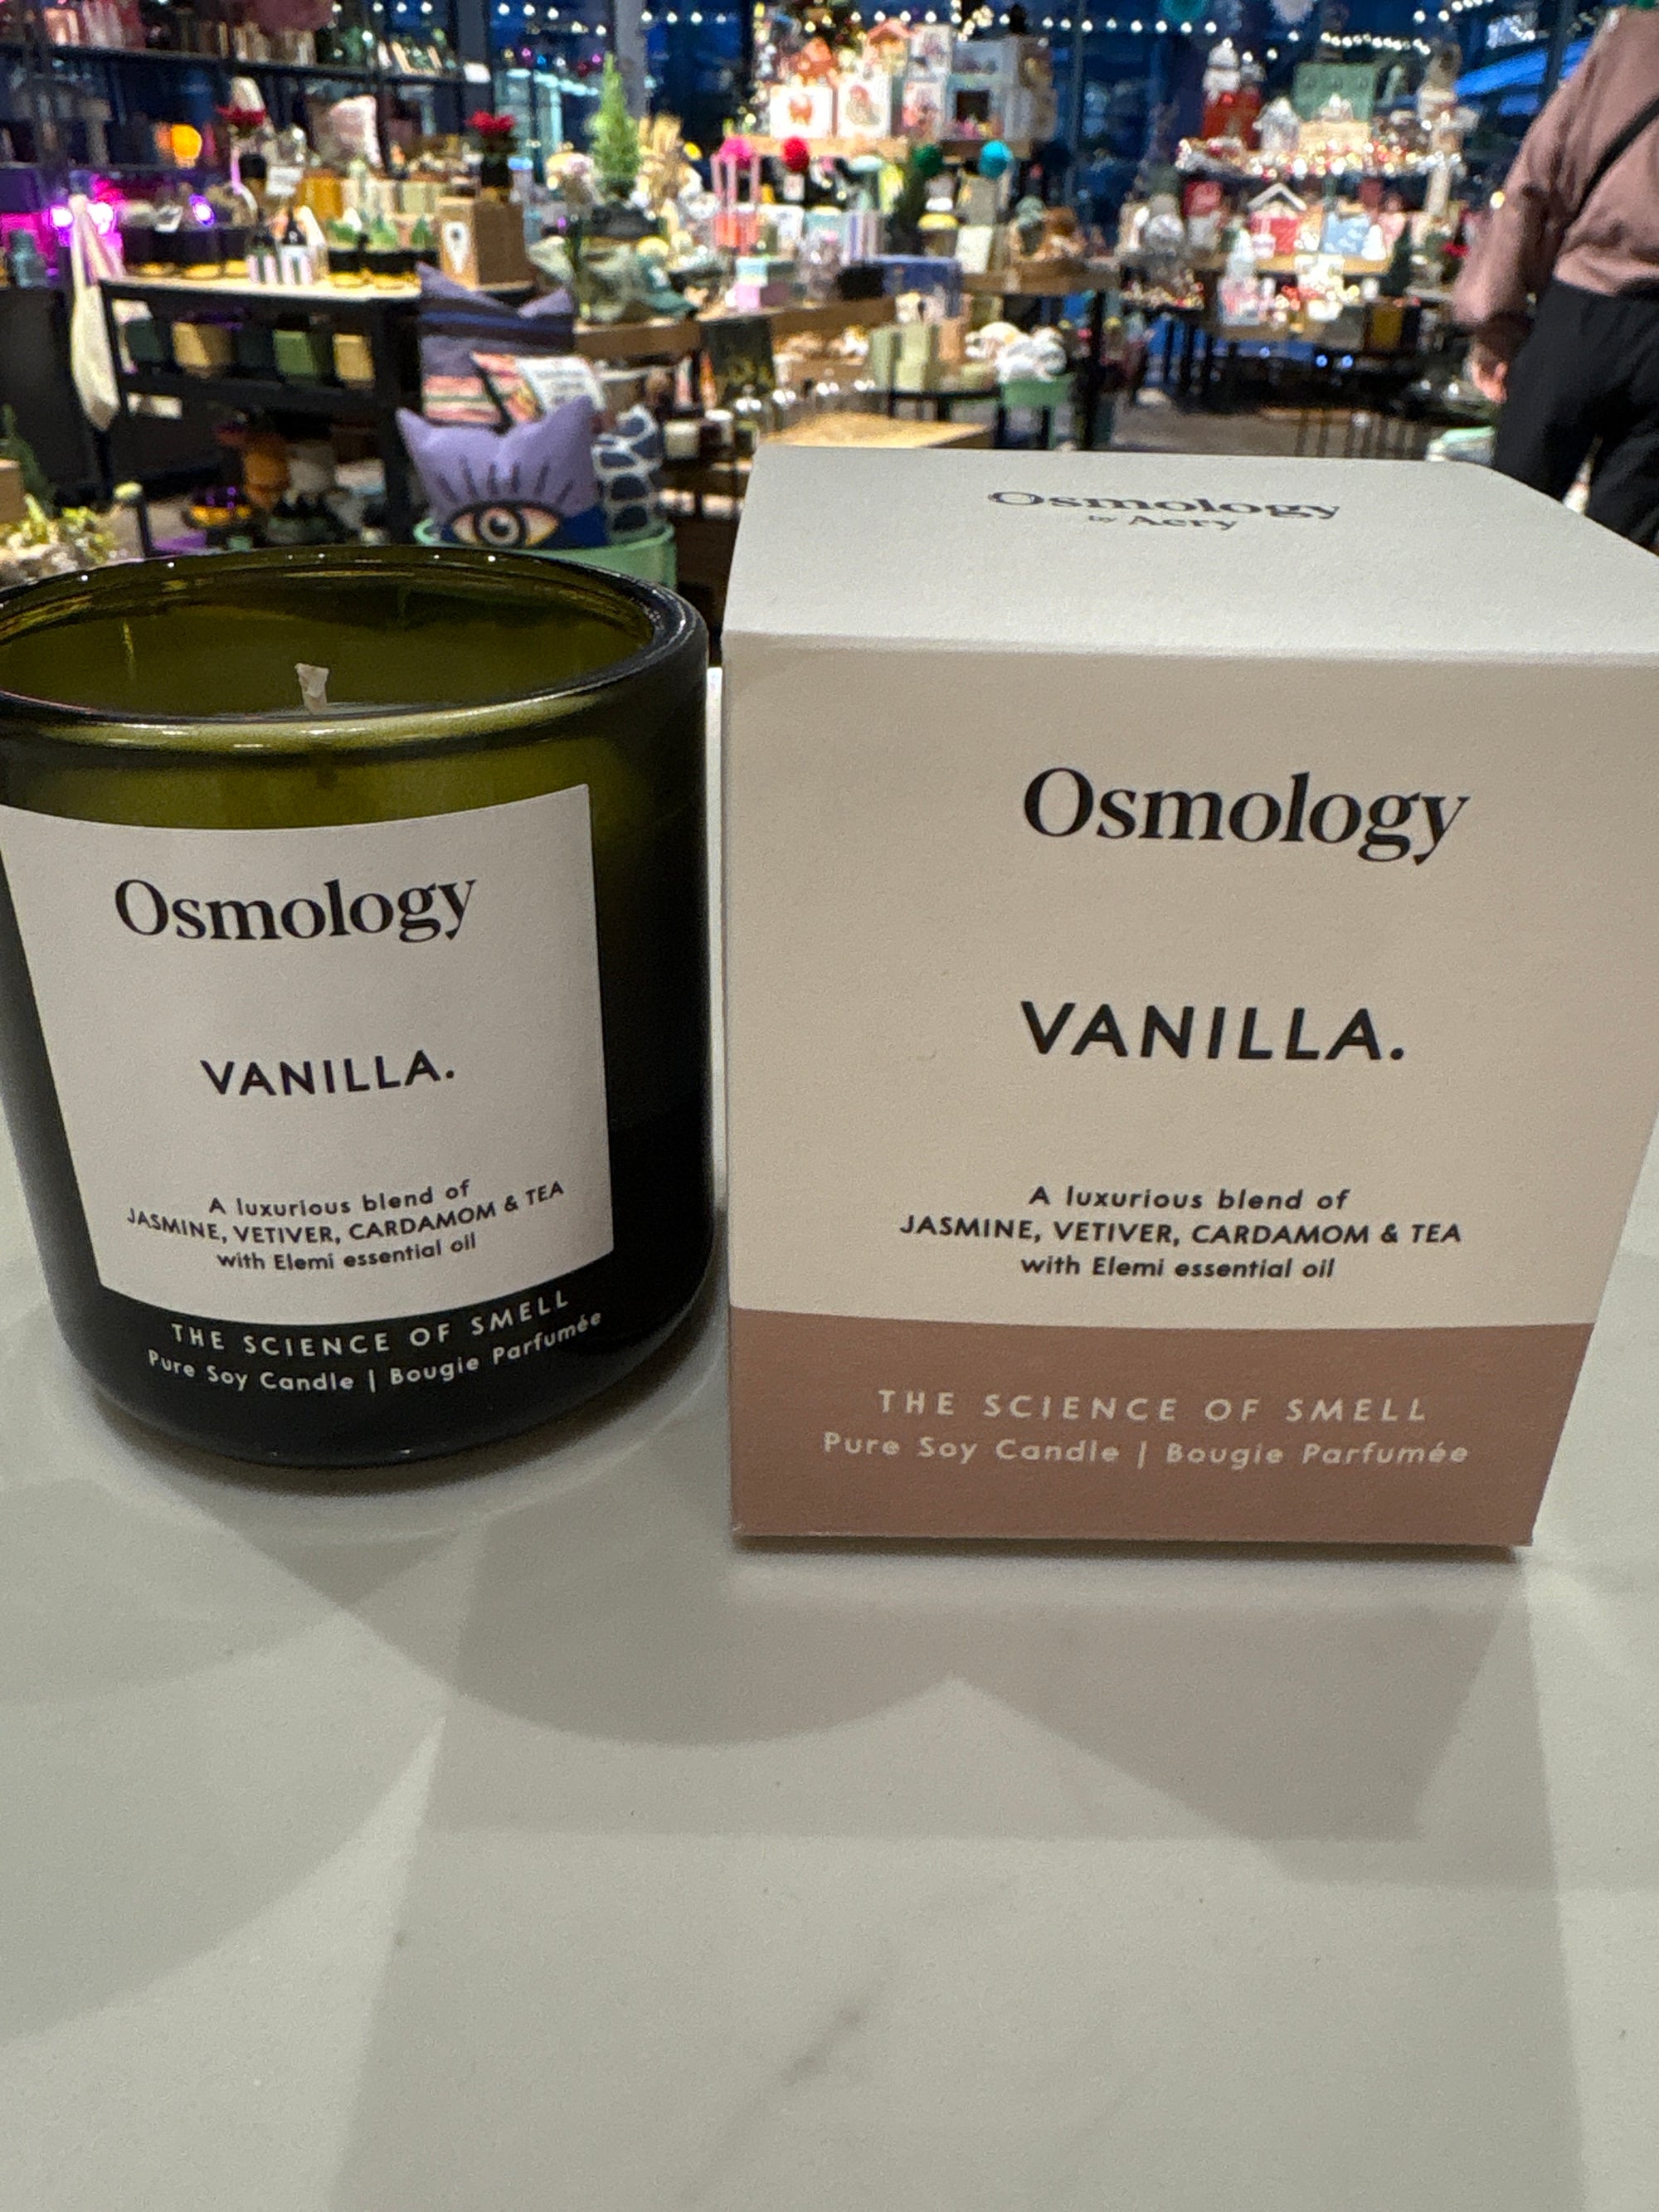 Osmology
VANILLA.
A luxurious blend of
JASMINE, VETIVER, CARDAMOM & TEA
with Elemi essential oil
THE SCIENCE OF SMELL
Pure Soy Candle | Bougie Parfumée
Osmology
by Aery
Osmology
VANILLA.
A luxurious blend of
JASMINE, VETIVER, CARDAMOM & TEA
with Elemi essential oil
THE SCIENCE OF SMELL
Pure Soy Candle | Bougie Parfumée